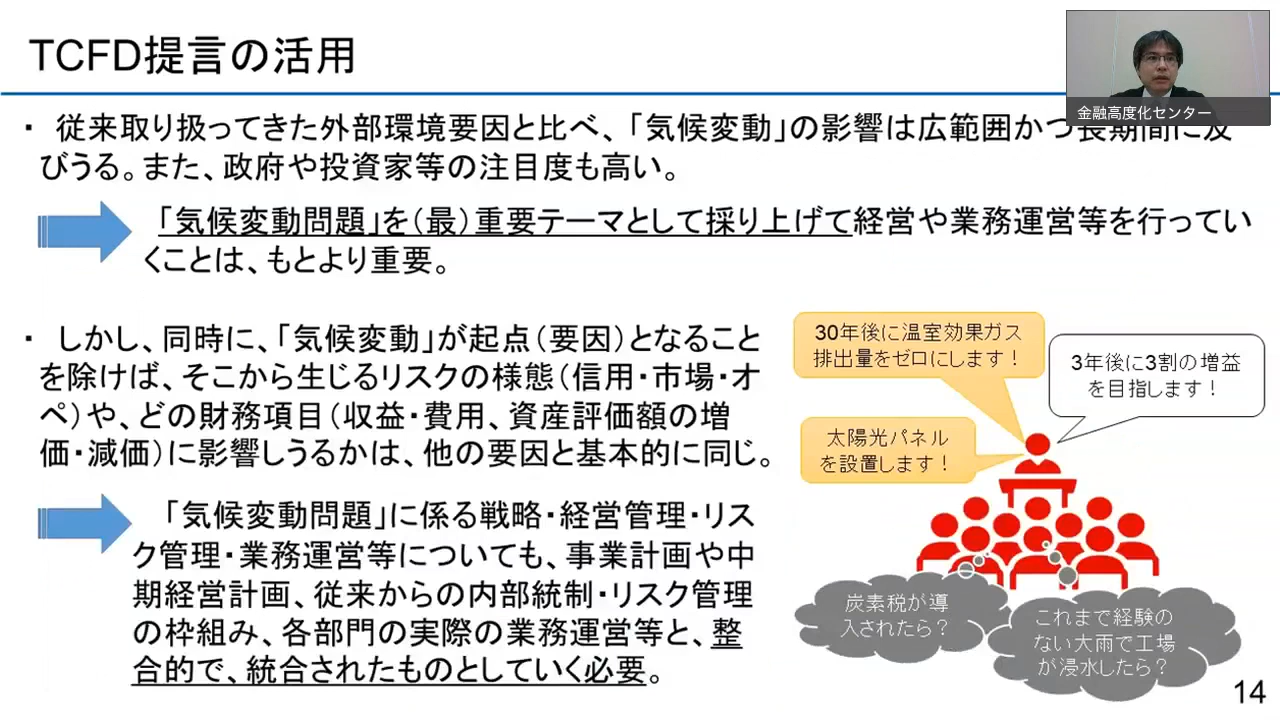 TCFD提言の活用
金融高度化センター
・ 従来取り扱ってきた外部環境要因と比べ、「気候変動」の影響は広範囲かつ長期間に及
びうる。また、政府や投資家等の注目度も高い。
「気候変動問題」を（最）重要テーマとして採り上げて経営や業務運営等を行ってい
くことは、もとより重要。
・ しかし、同時に、「気候変動」が起点（要因）となること
を除けば、そこから生じるリスクの様態（信用・市場・オ
ペ）や、どの財務項目（収益・費用、資産評価額の増
価・減価）に影響しうるかは、他の要因と基本的に同じ。
「気候変動問題」に係る戦略・経営管理・リス
ク管理・業務運営等についても、事業計画や中
期経営計画、従来からの内部統制・リスク管理
の枠組み、各部門の実際の業務運営等と、整
合的で、統合されたものとしていく必要。
30年後に温室効果ガス
排出量をゼロにします！
3年後に3割の増益
を目指します！
太陽光パネル
を設置します！
炭素税が導
入されたら？
これまで経験の
ない大雨で工場
が浸水したら？
14